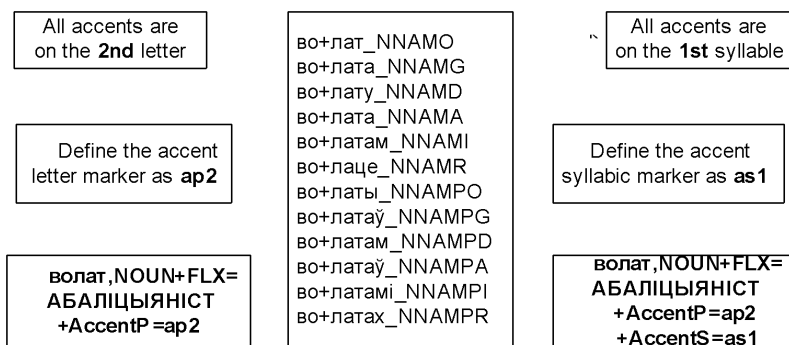 All accents are
on the 2nd letter
Define the accent
letter marker as ap2
волат,NOUN+FLX=
АБАЛІЦЫЯНІСТ
+AccentP=ap2
во+лат_NNAMO
во+лата_NNAMG
во+лату_NNAMD
во+лата_NNAMA
во+латам_NNAMI
во+лаце_NNAMR
во+латы_NNAMPO
во+латаў_NNAMPG
во+латам_NNAMPD
во+латаў_NNAMPA
во+латамі_NNAMPI
во+латах_NNAMPR
All accents are
on the 1st syllable
Define the accent
syllabic marker as as1
волат,NOUN+FLX=
АБАЛІЦЫЯНІСТ
+AccentP=ap2
+AccentS=as1